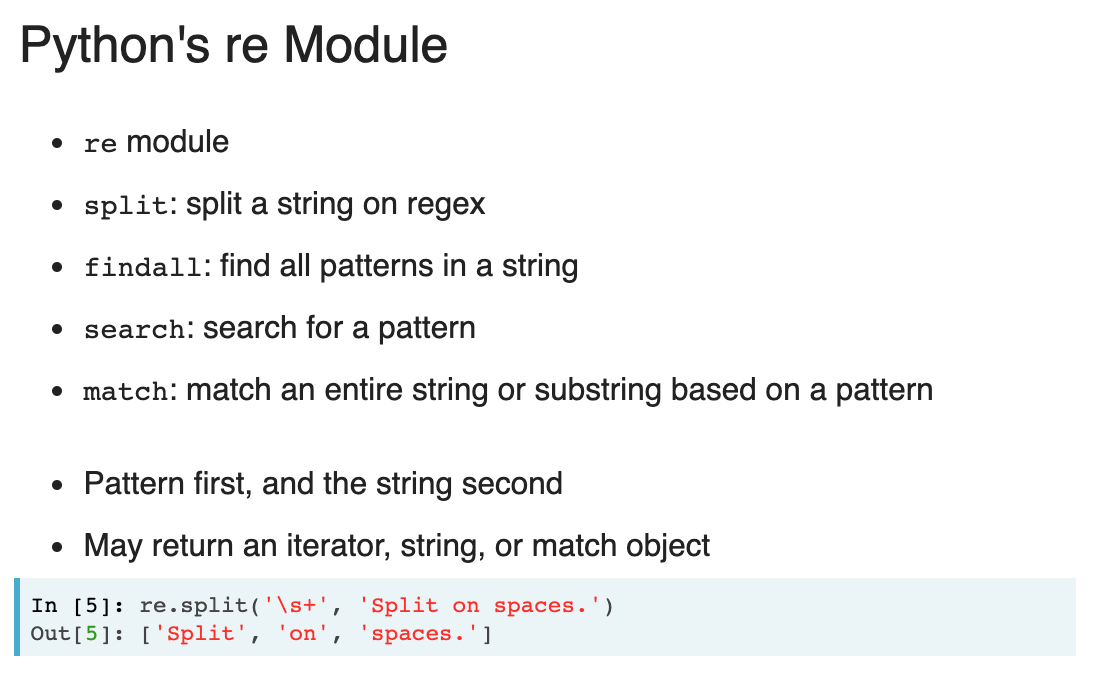 Python's re Module
• re module
• split: split a string on regex
• findall: find all patterns in a string
• search: search for a pattern
• match: match an entire string or substring based on a pattern
• Pattern first, and the string second
• May return an iterator, string, or match object
In [5]: re.split('\s+', 'Split on spaces.')
Out[5]: ['Split', 'on', 'spaces.']